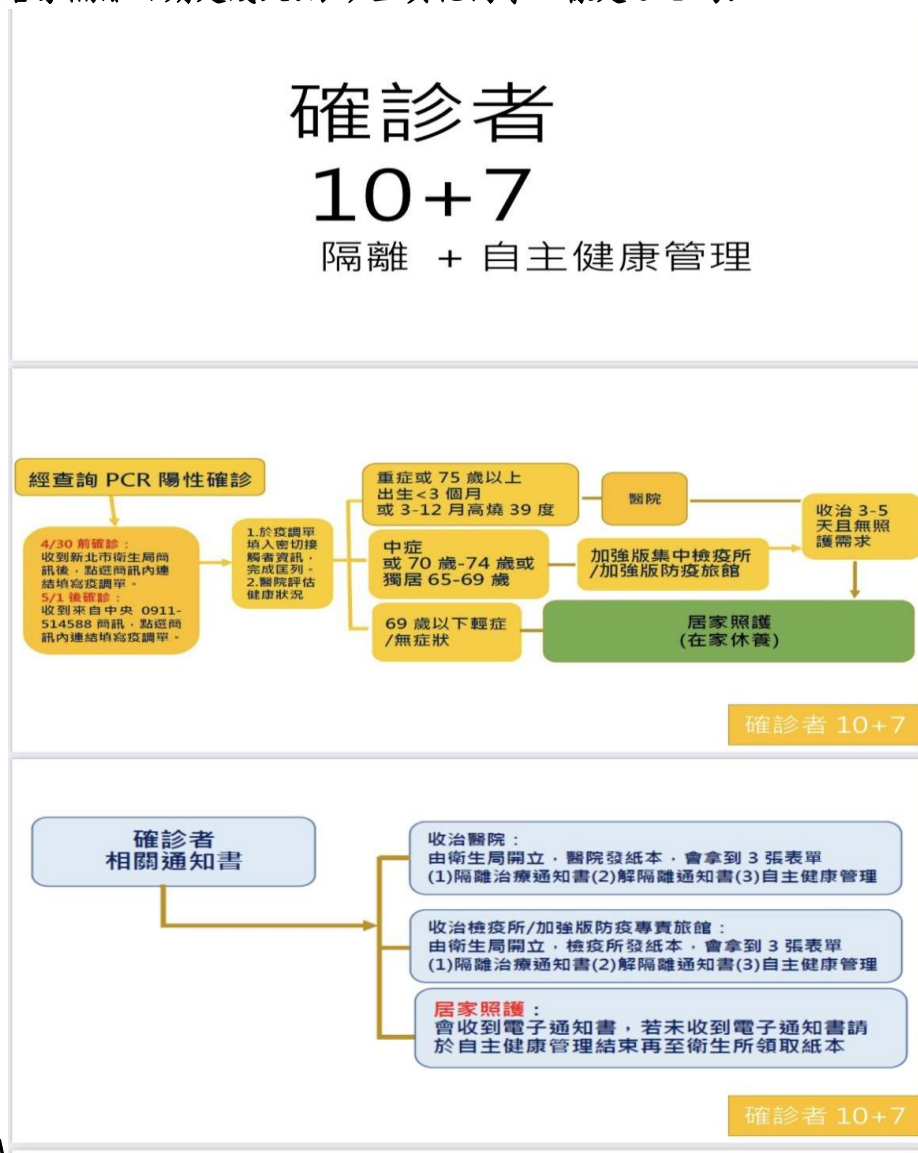 確診者
10+7
隔離 + 自主健康管理
經查詢 PCR 陽性確診
4/30 前確診：
收到新北市衛生局簡
訊後，點選簡訊內連
結填寫疫調單。
5/1 後確診：
收到來自中央 0911-
514588 簡訊，點選簡
訊內連結填寫疫調單。
1.於疫調單
填入密切接
觸者資訊，
完成匡列。
2.醫院評估
健康狀況
重症或 75 歲以上
出生<3 個月
或 3-12 月高燒 39 度
醫院
收治 3-5
天且無照
護需求
中症
或 70 歲-74 歲或
獨居 65-69 歲
加強版集中檢疫所
/加強版防疫旅館
69 歲以下輕症
/無症狀
居家照護
(在家休養)
確診者 10+7
確診者
相關通知書
收治醫院：
由衛生局開立，醫院發紙本，會拿到 3 張表單
(1)隔離治療通知書(2)解隔離通知書(3)自主健康管理
收治檢疫所/加強版防疫專責旅館：
由衛生局開立，檢疫所發紙本，會拿到 3 張表單
(1)隔離治療通知書(2)解隔離通知書(3)自主健康管理
居家照護：
會收到電子通知書，若未收到電子通知書請
於自主健康管理結束再至衛生所領取紙本
確診者 10+7